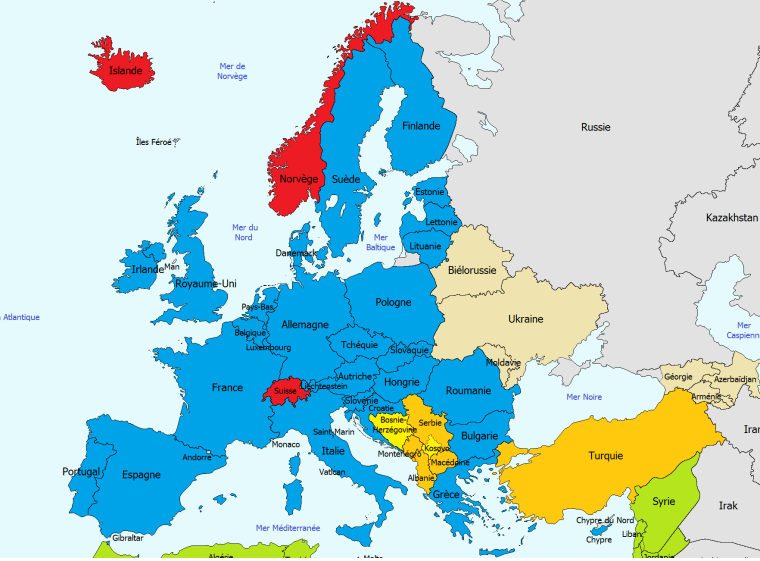 Islande
Mer de
Norvège
Îles Féroé
Finlande
Russie
Norvège
Suède
Estonie
Lettonie
Kazakhstan
Mer du
Nord
Mer
Baltique
Lituanie
Danemack
Irlande
Man
Royaume-Uni
Biélorussie
Pays-Bas
Pologne
Atlantique
Allemagne
Ukraine
Mer
Caspienn
Belgique
Luxembourg
Tchéquie
Slovaquie
Moldavie
Autriche
Hongrie
Liechtenstein
Suisse
France
Roumanie
Géorgie
Azerbaïdjan
Arménie
Slovénie
Croatie
Mer Noire
Bosnie-
Herzégovine
Serbie
Saint-Marin
Bulgarie
Monaco
Italie
Kosovo
Monténégro
Macédoine
Andorre
Turquie
Portugal
Espagne
Vatican
Albanie
Grèce
Syrie
Irak
Iran
Chypre du Nord
Chypre
Liban
Mer Méditerranée
Gibraltar
Algérie